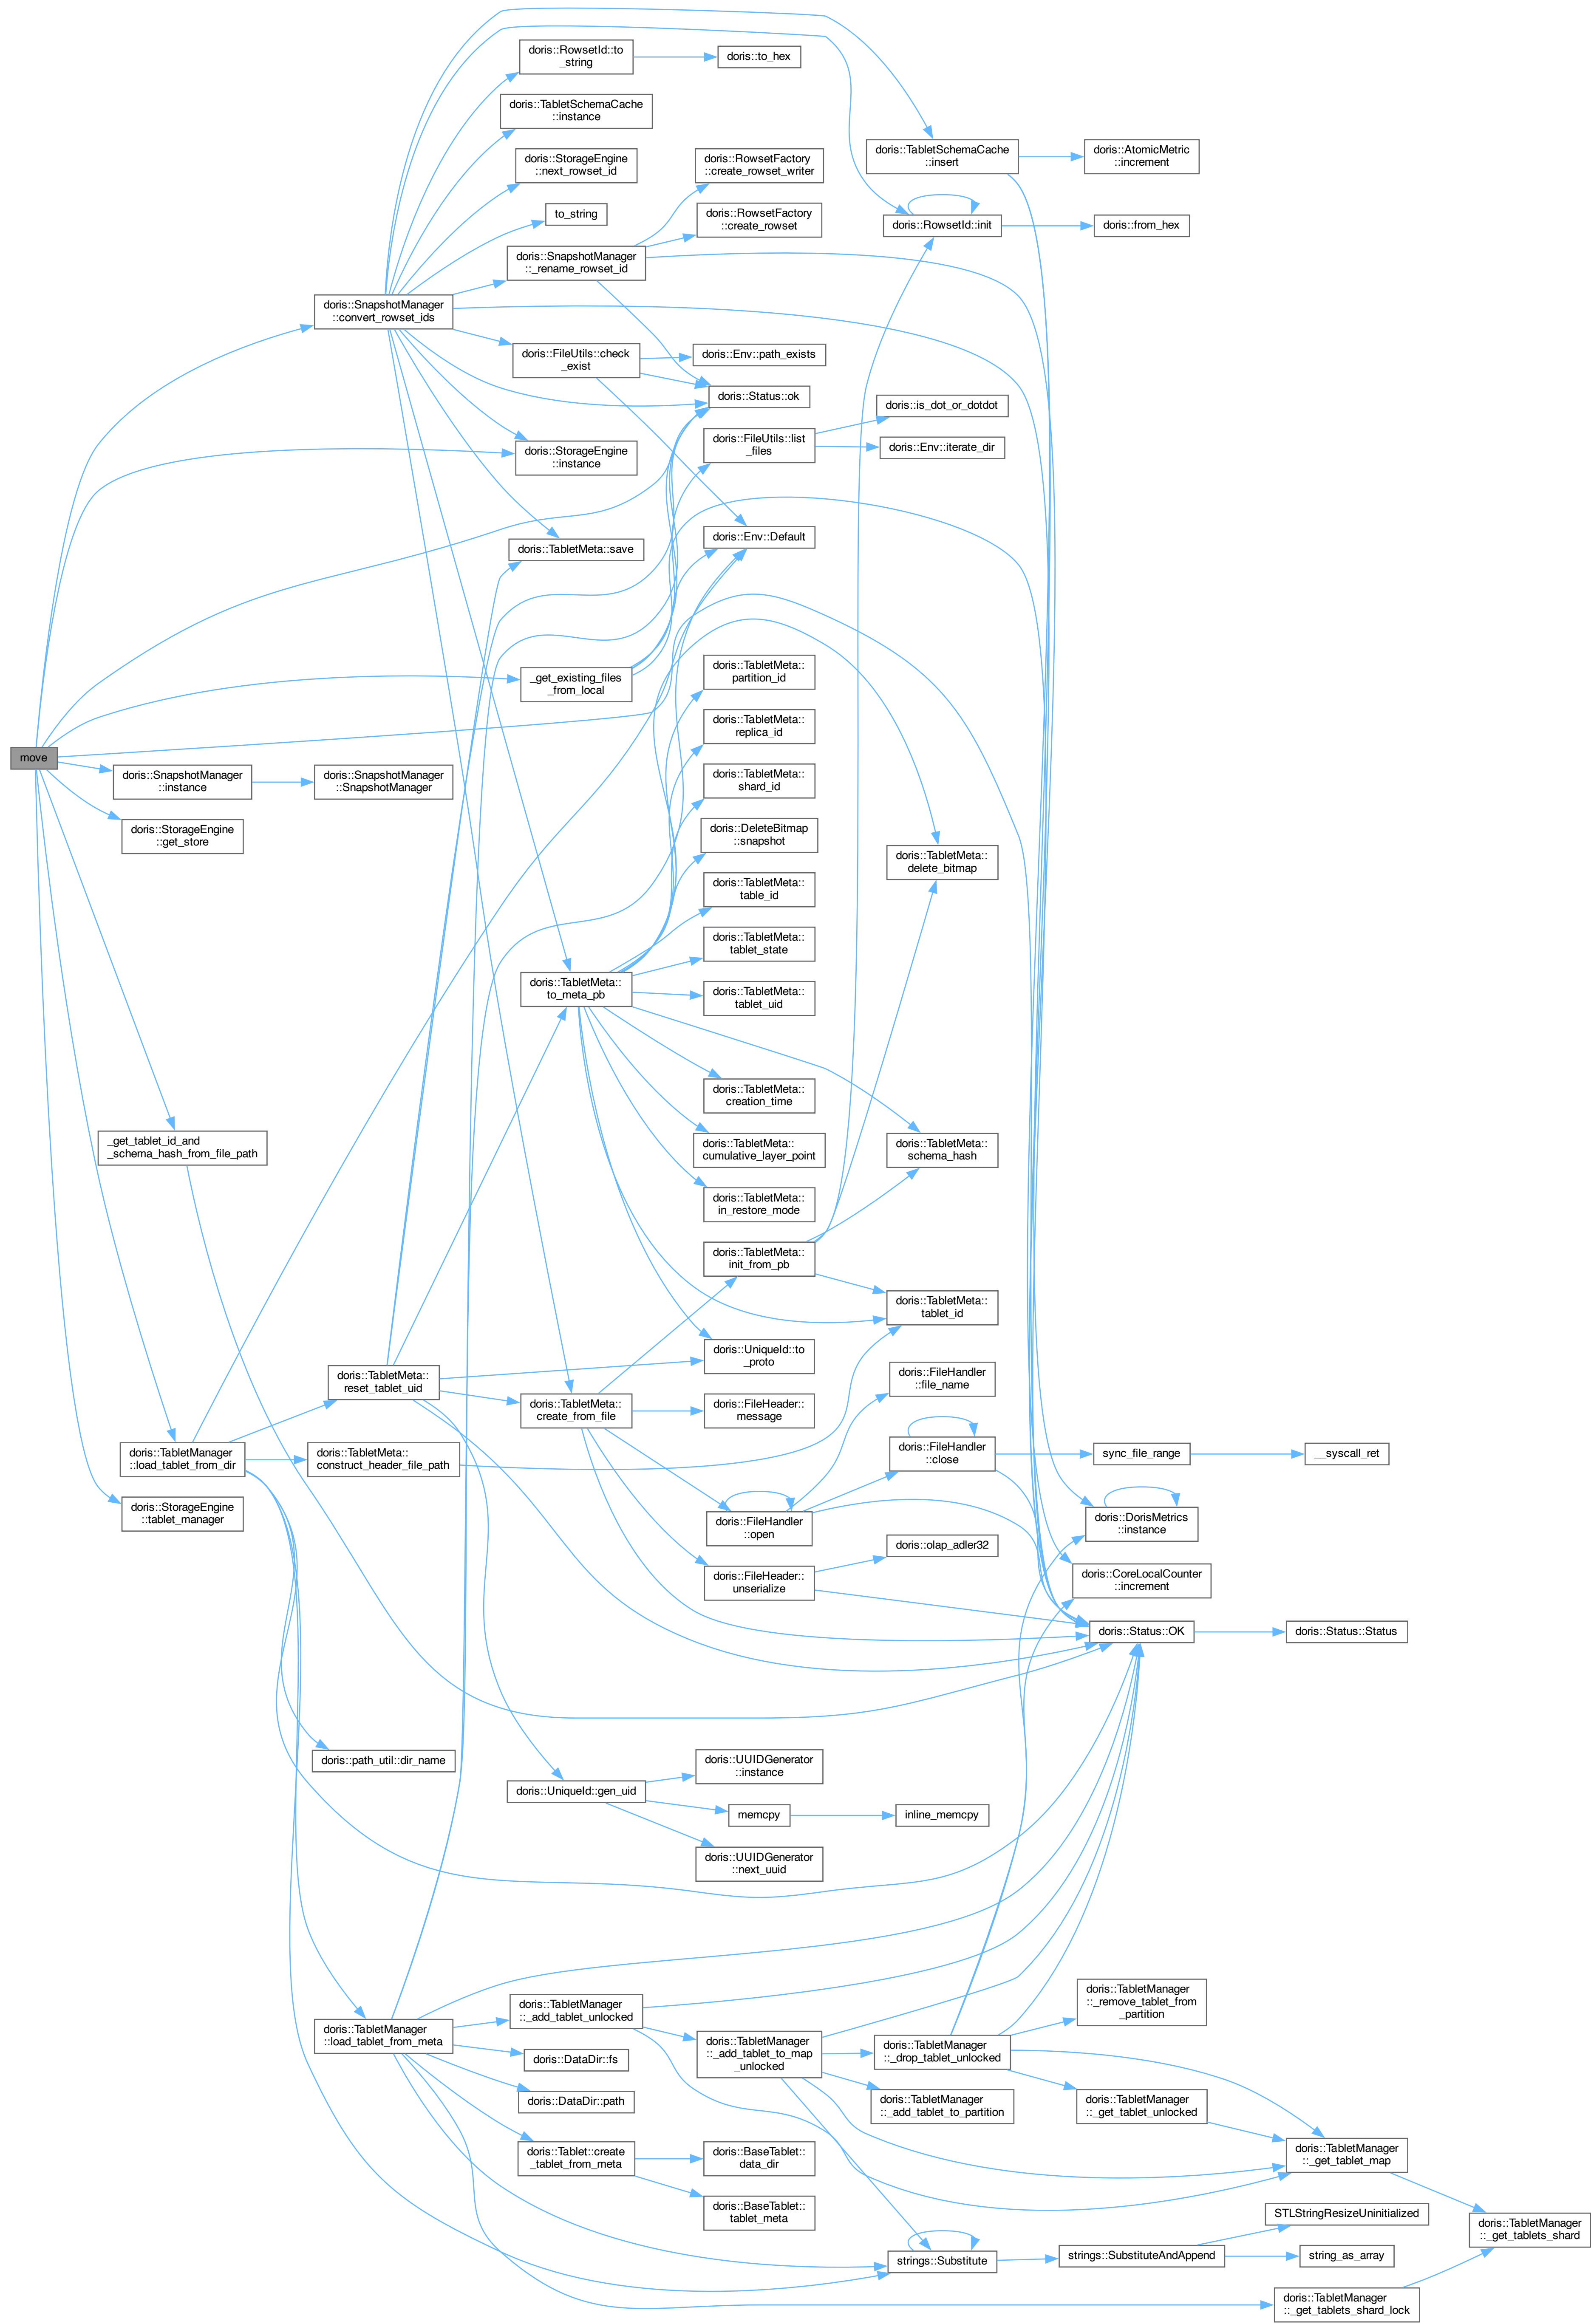 move
doris::SnapshotManager
::convert_rowset_ids
doris::RowsetId::to
_string
doris::to_hex
doris::TabletSchemaCache
::instance
doris::StorageEngine
::next_rowset_id
to_string
doris::SnapshotManager
::_rename_rowset_id
doris::RowsetFactory
::create_rowset_writer
doris::RowsetFactory
::create_rowset
doris::TabletSchemaCache
::insert
doris::AtomicMetric
::increment
doris::RowsetId::init
doris::from_hex
doris::FileUtils::check
_exist
doris::Env::path_exists
doris::Status::ok
doris::StorageEngine
::instance
doris::FileUtils::list
_files
doris::is_dot_or_dotdot
doris::Env::iterate_dir
doris::TabletMeta::save
doris::Env::Default
_get_existing_files
_from_local
doris::SnapshotManager
::instance
doris::SnapshotManager
::SnapshotManager
doris::StorageEngine
::get_store
doris::TabletMeta::
partition_id
doris::TabletMeta::
replica_id
doris::TabletMeta::
shard_id
doris::DeleteBitmap
::snapshot
doris::TabletMeta::
delete_bitmap
doris::TabletMeta::
table_id
doris::TabletMeta::
tablet_state
doris::TabletMeta::
to_meta_pb
doris::TabletMeta::
tablet_uid
doris::TabletMeta::
creation_time
_get_tablet_id_and
_schema_hash_from_file_path
doris::TabletMeta::
cumulative_layer_point
doris::TabletMeta::
schema_hash
doris::TabletMeta::
in_restore_mode
doris::TabletMeta::
init_from_pb
doris::TabletMeta::
tablet_id
doris::UniqueId::to
_proto
doris::TabletMeta::
reset_tablet_uid
doris::TabletMeta::
create_from_file
doris::FileHeader::
message
doris::FileHandler
::file_name
doris::TabletManager
::load_tablet_from_dir
doris::TabletMeta::
construct_header_file_path
doris::FileHandler
::close
sync_file_range
__syscall_ret
doris::StorageEngine
::tablet_manager
doris::FileHandler
::open
doris::DorisMetrics
::instance
doris::olap_adler32
doris::FileHeader::
unserialize
doris::CoreLocalCounter
::increment
doris::Status::OK
doris::Status::Status
doris::path_util::dir_name
doris::UniqueId::gen_uid
doris::UUIDGenerator
::instance
memcpy
inline_memcpy
doris::UUIDGenerator
::next_uuid
doris::TabletManager
::load_tablet_from_meta
doris::TabletManager
::_add_tablet_unlocked
doris::DataDir::fs
doris::DataDir::path
doris::TabletManager
::_add_tablet_to_map
_unlocked
doris::TabletManager
::_drop_tablet_unlocked
doris::TabletManager
::_remove_tablet_from
_partition
doris::TabletManager
::_add_tablet_to_partition
doris::TabletManager
::_get_tablet_unlocked
doris::Tablet::create
_tablet_from_meta
doris::BaseTablet::
data_dir
doris::BaseTablet::
tablet_meta
doris::TabletManager
::_get_tablet_map
STLStringResizeUninitialized
doris::TabletManager
::_get_tablets_shard
strings::Substitute
strings::SubstituteAndAppend
string_as_array
doris::TabletManager
::_get_tablets_shard_lock